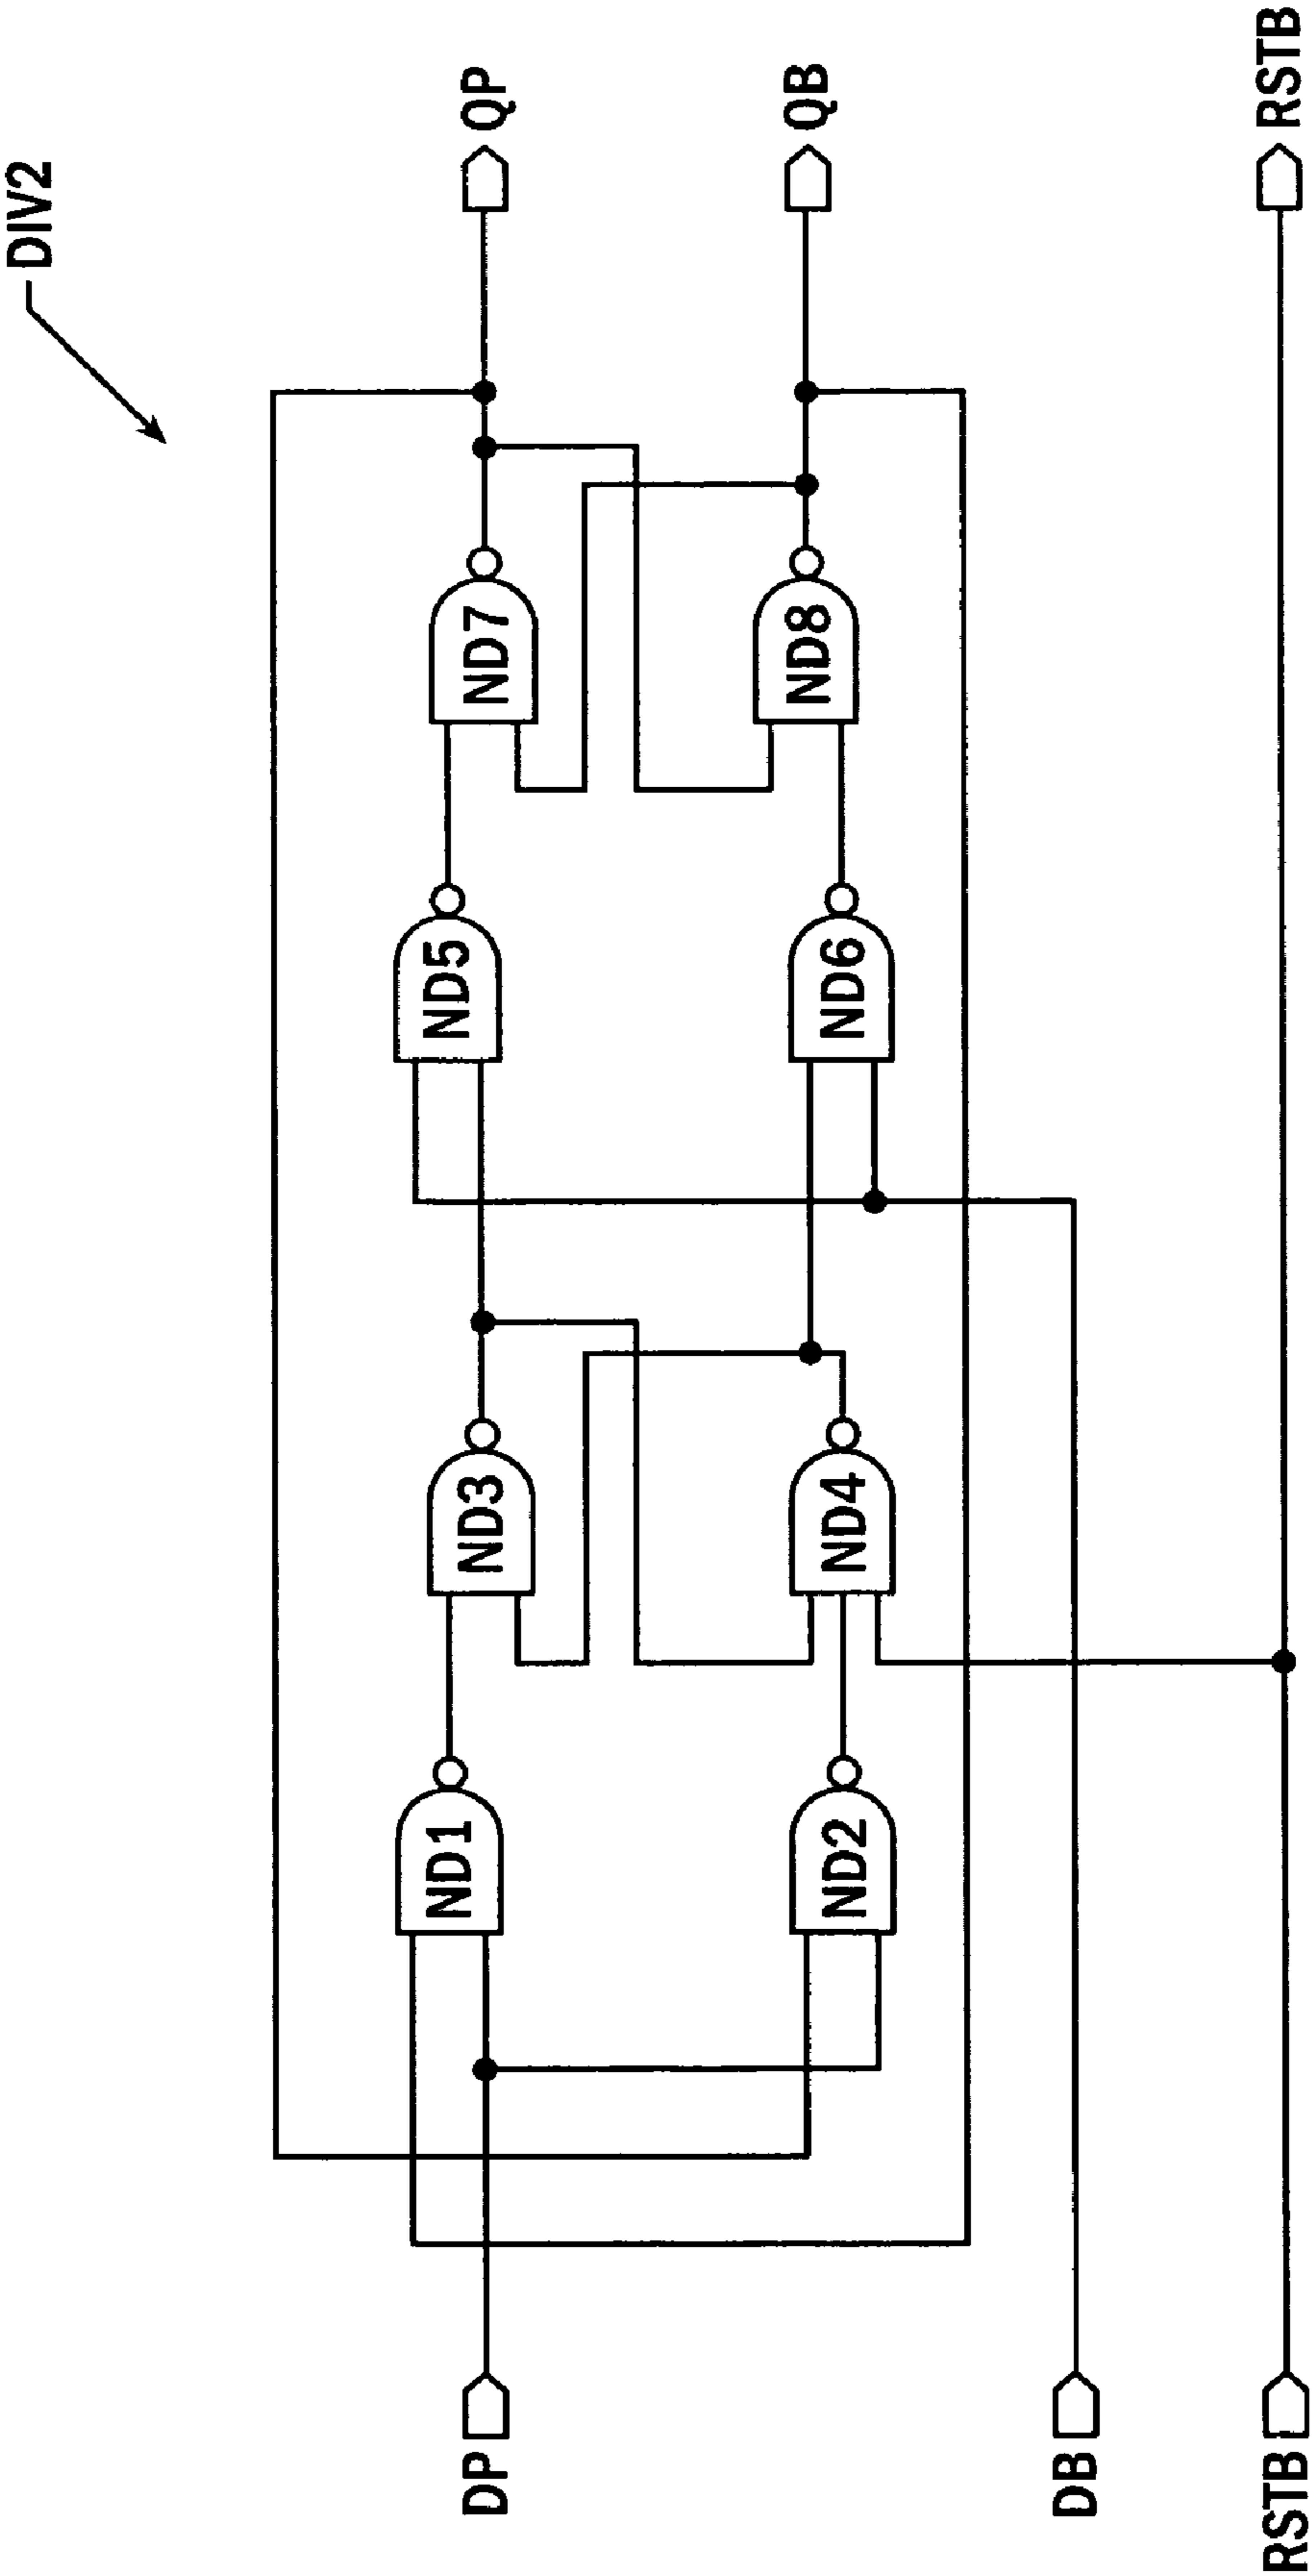 DIV2
QP
QB
RSTB
ND7
ND8
ND5
ND6
ND3
ND4
ND1
ND2
DP
DB
RSTB